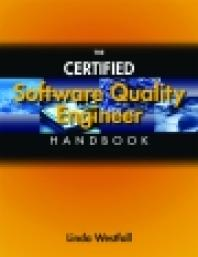 THE
CERTIFIED
Software Quality
Engineer
HANDBOOK
Linda Westfall